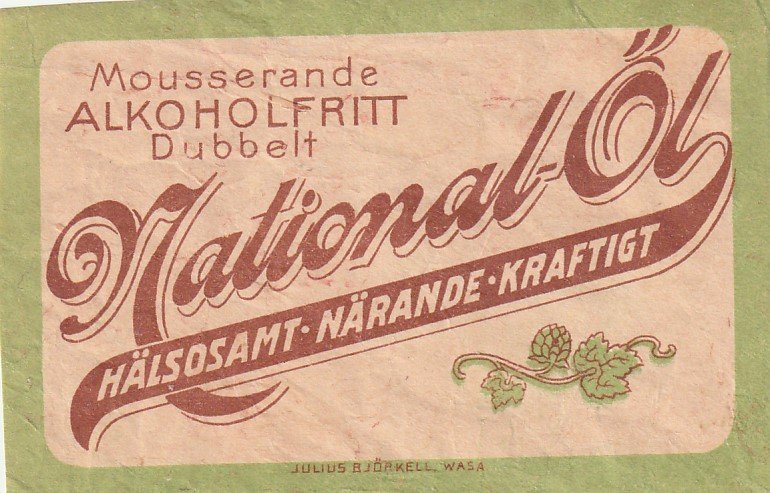 Mousserande
ALKOHOLFRITT
Dubbelt
National-Öl
HÄLSOSAMT·NÄRANDE·KRAFTIGT
JULIUS BJÖRKELL, WASA